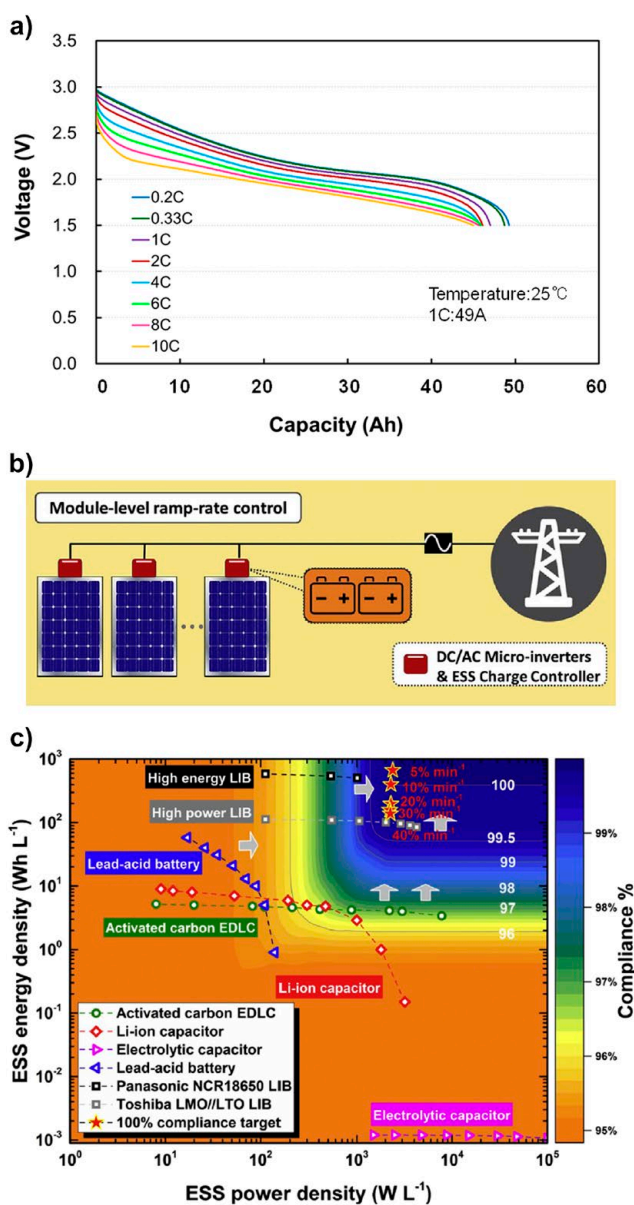 a)
3.5
3.0
2.5
2.0
1.5
1.0
0.5
0.0
Voltage (V)
0.2C
0.33C
1C
2C
4C
6C
8C
10C
Temperature:25℃
1C:49A
0 10 20 30 40 50 60
Capacity (Ah)
b)
Module-level ramp-rate control
DC/AC Micro-inverters
& ESS Charge Controller
c)
10³
10²
10¹
10⁰
10⁻¹
10⁻²
10⁻³
ESS energy density (Wh L⁻¹)
High energy LIB
High power LIB
Lead-acid battery
Activated carbon EDLC
Li-ion capacitor
Electrolytic capacitor
5% min⁻¹
10% min⁻¹
20% min⁻¹
30% min⁻¹
40% min⁻¹
100
99.5
99
98
97
96
Activated carbon EDLC
Li-ion capacitor
Electrolytic capacitor
Lead-acid battery
Panasonic NCR18650 LIB
Toshiba LMO//LTO LIB
100% compliance target
10⁰ 10¹ 10² 10³ 10⁴ 10⁵
ESS power density (W L⁻¹)
99%
98%
97%
96%
95%
Compliance %